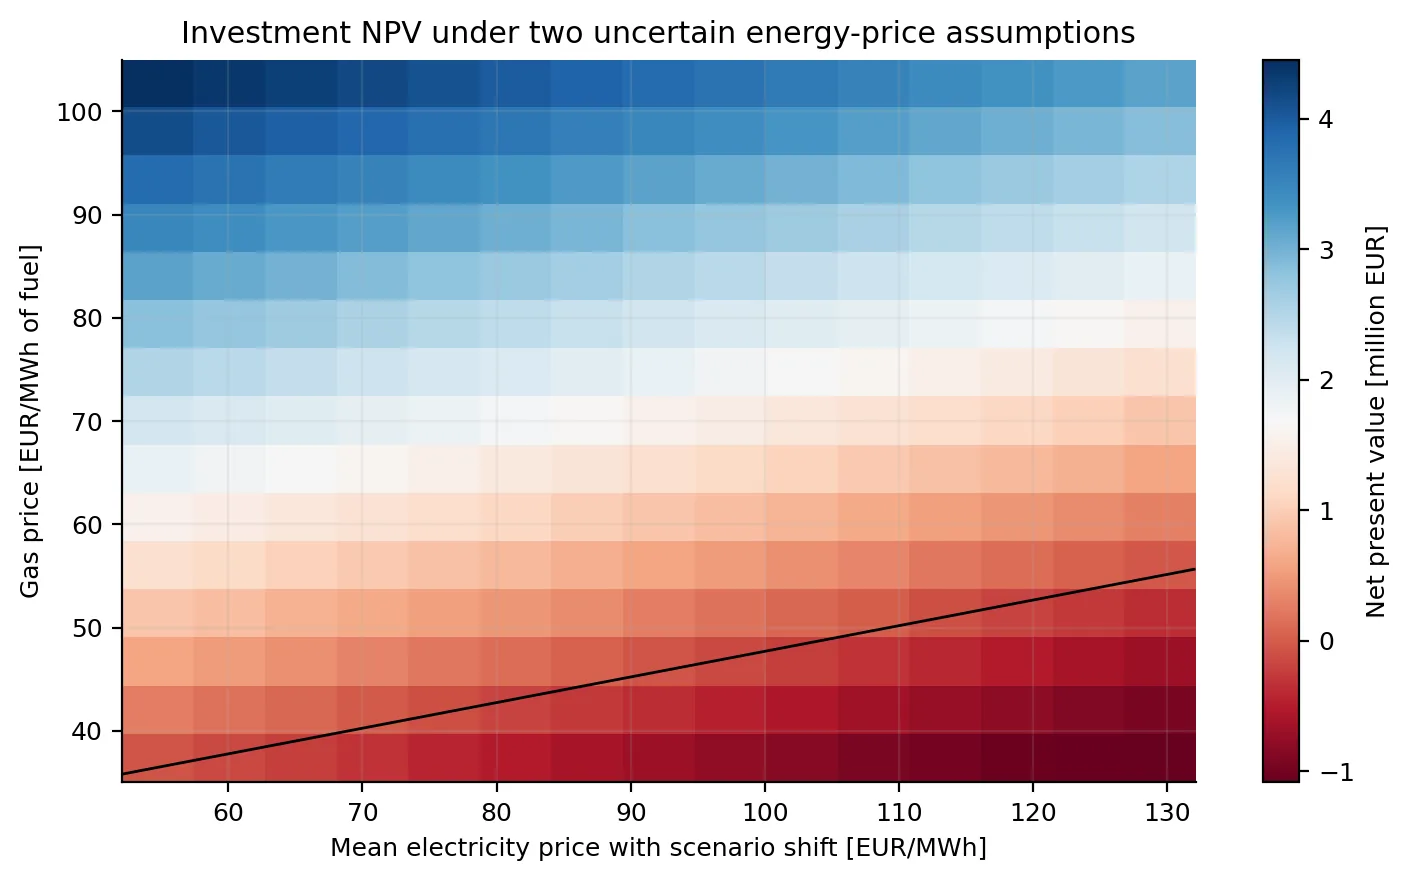 Investment NPV under two uncertain energy-price assumptions
100
90
80
70
60
50
40
Gas price [EUR/MWh of fuel]
60 70 80 90 100 110 120 130
Mean electricity price with scenario shift [EUR/MWh]
4
3
2
1
0
−1
Net present value [million EUR]